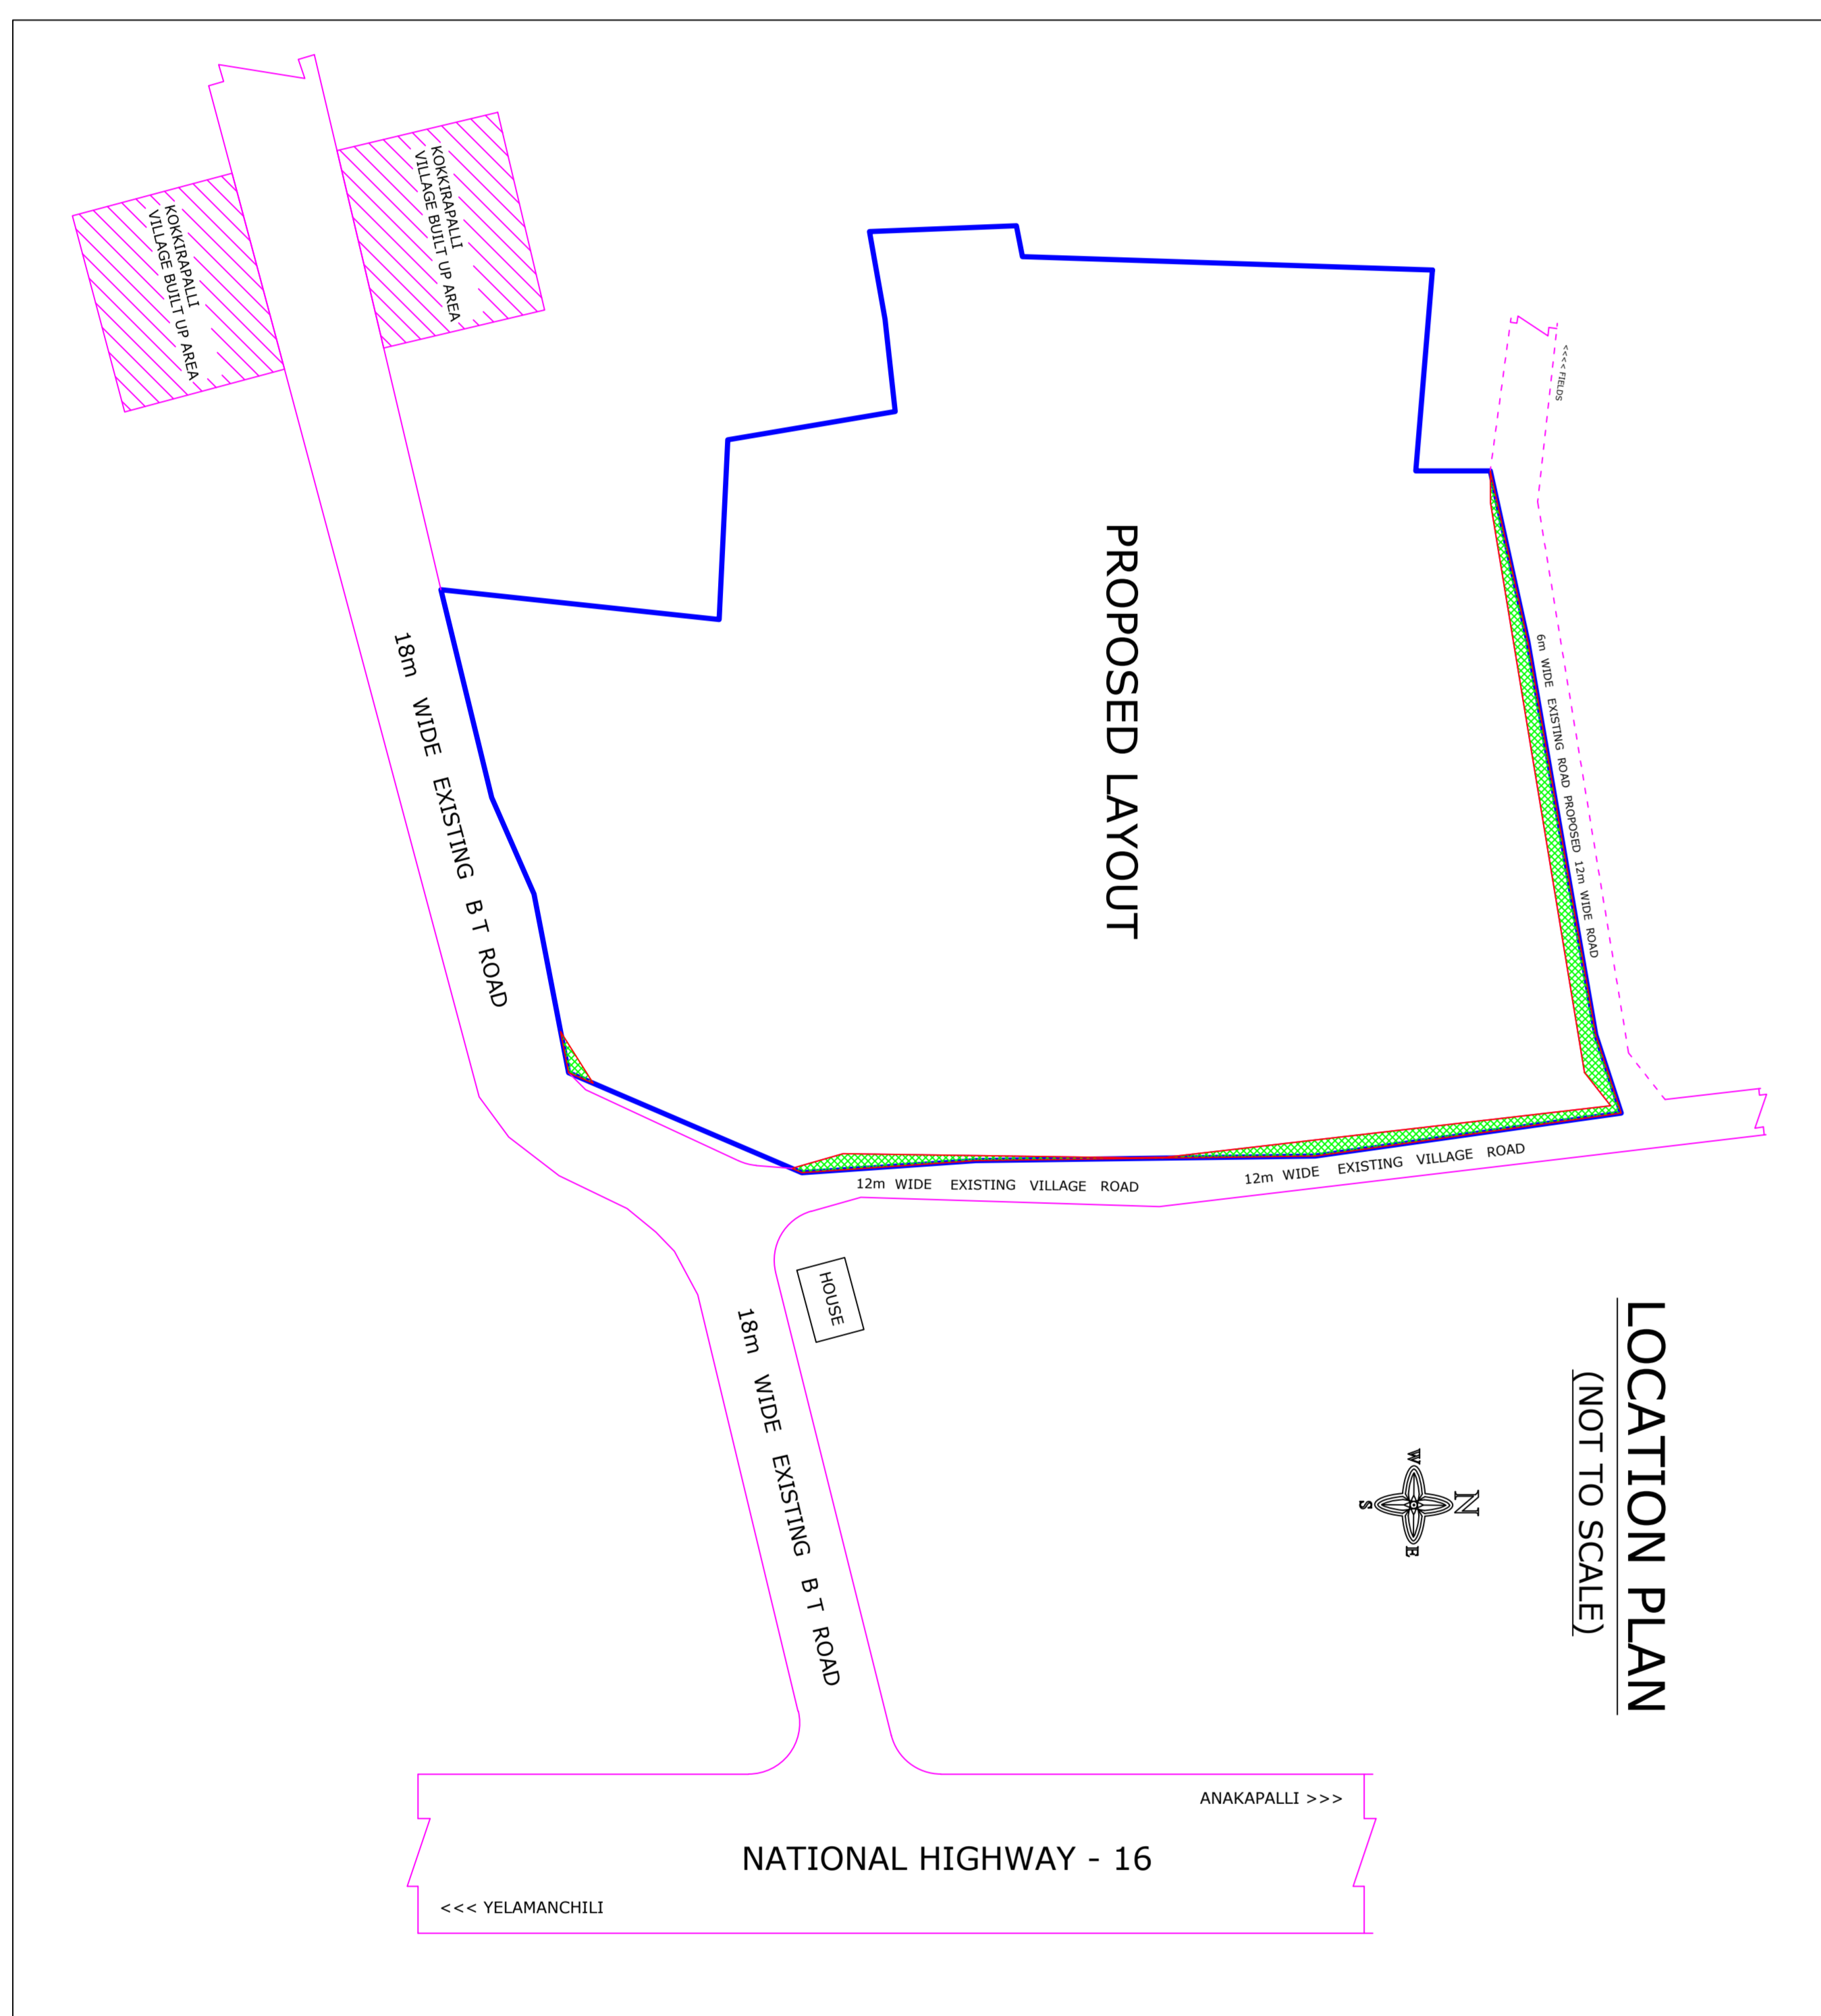 KOKKIRAPALLI
VILLAGE BUILT UP AREA
KOKKIRAPALLI
VILLAGE BUILT UP AREA
<<<< FIELDS
PROPOSED LAYOUT
18m WIDE EXISTING B T ROAD
6m WIDE EXISTING ROAD PROPOSED 12m WIDE ROAD
12m WIDE EXISTING VILLAGE ROAD
12m WIDE EXISTING VILLAGE ROAD
HOUSE
18m WIDE EXISTING B T ROAD
LOCATION PLAN
(NOT TO SCALE)
N
W
E
S
ANAKAPALLI >>>
NATIONAL HIGHWAY - 16
<<< YELAMANCHILI